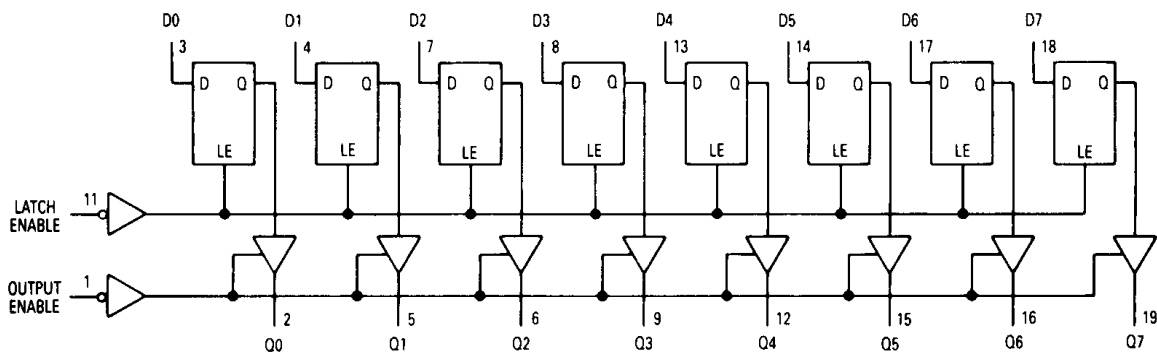 D0 D1 D2 D3 D4 D5 D6 D7
3 4 7 8 13 14 17 18
D Q D Q D Q D Q D Q D Q D Q D Q
LE LE LE LE LE LE LE LE
LATCH
ENABLE
11
OUTPUT
ENABLE
1
2 5 6 9 12 15 16 19
Q0 Q1 Q2 Q3 Q4 Q5 Q6 Q7